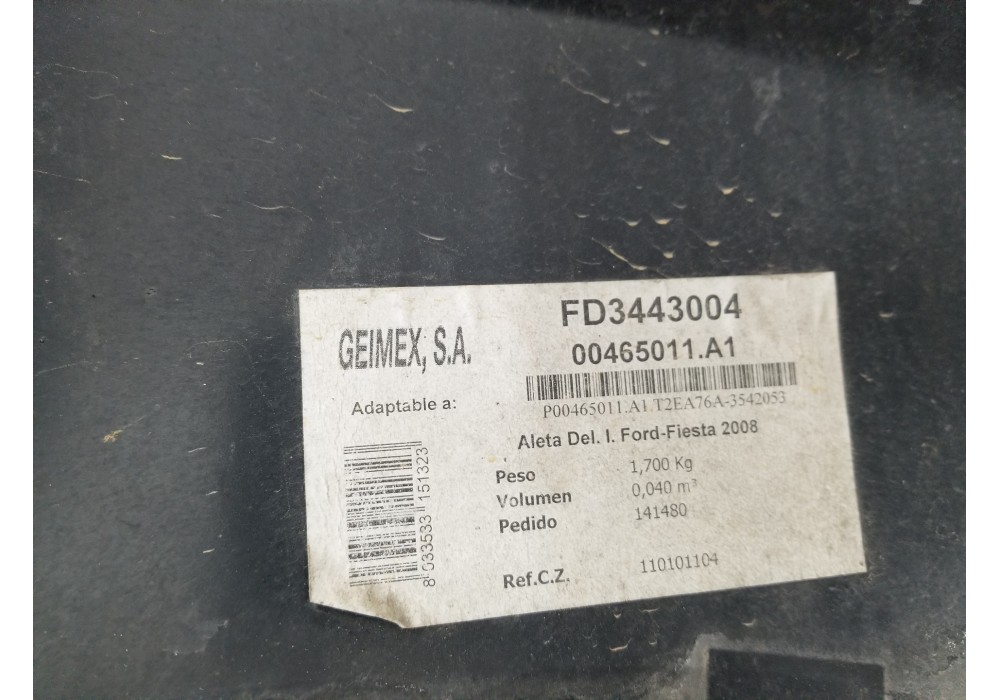 GEIMEX, S.A.
FD3443004
00465011.A1
P00465011.A1.T2EA76A-3542053
Adaptable a:
Aleta Del. I. Ford-Fiesta 2008
Peso 1,700 Kg
Volumen 0,040 m³
Pedido 141480
Ref.C.Z. 110101104
8 033533 151323